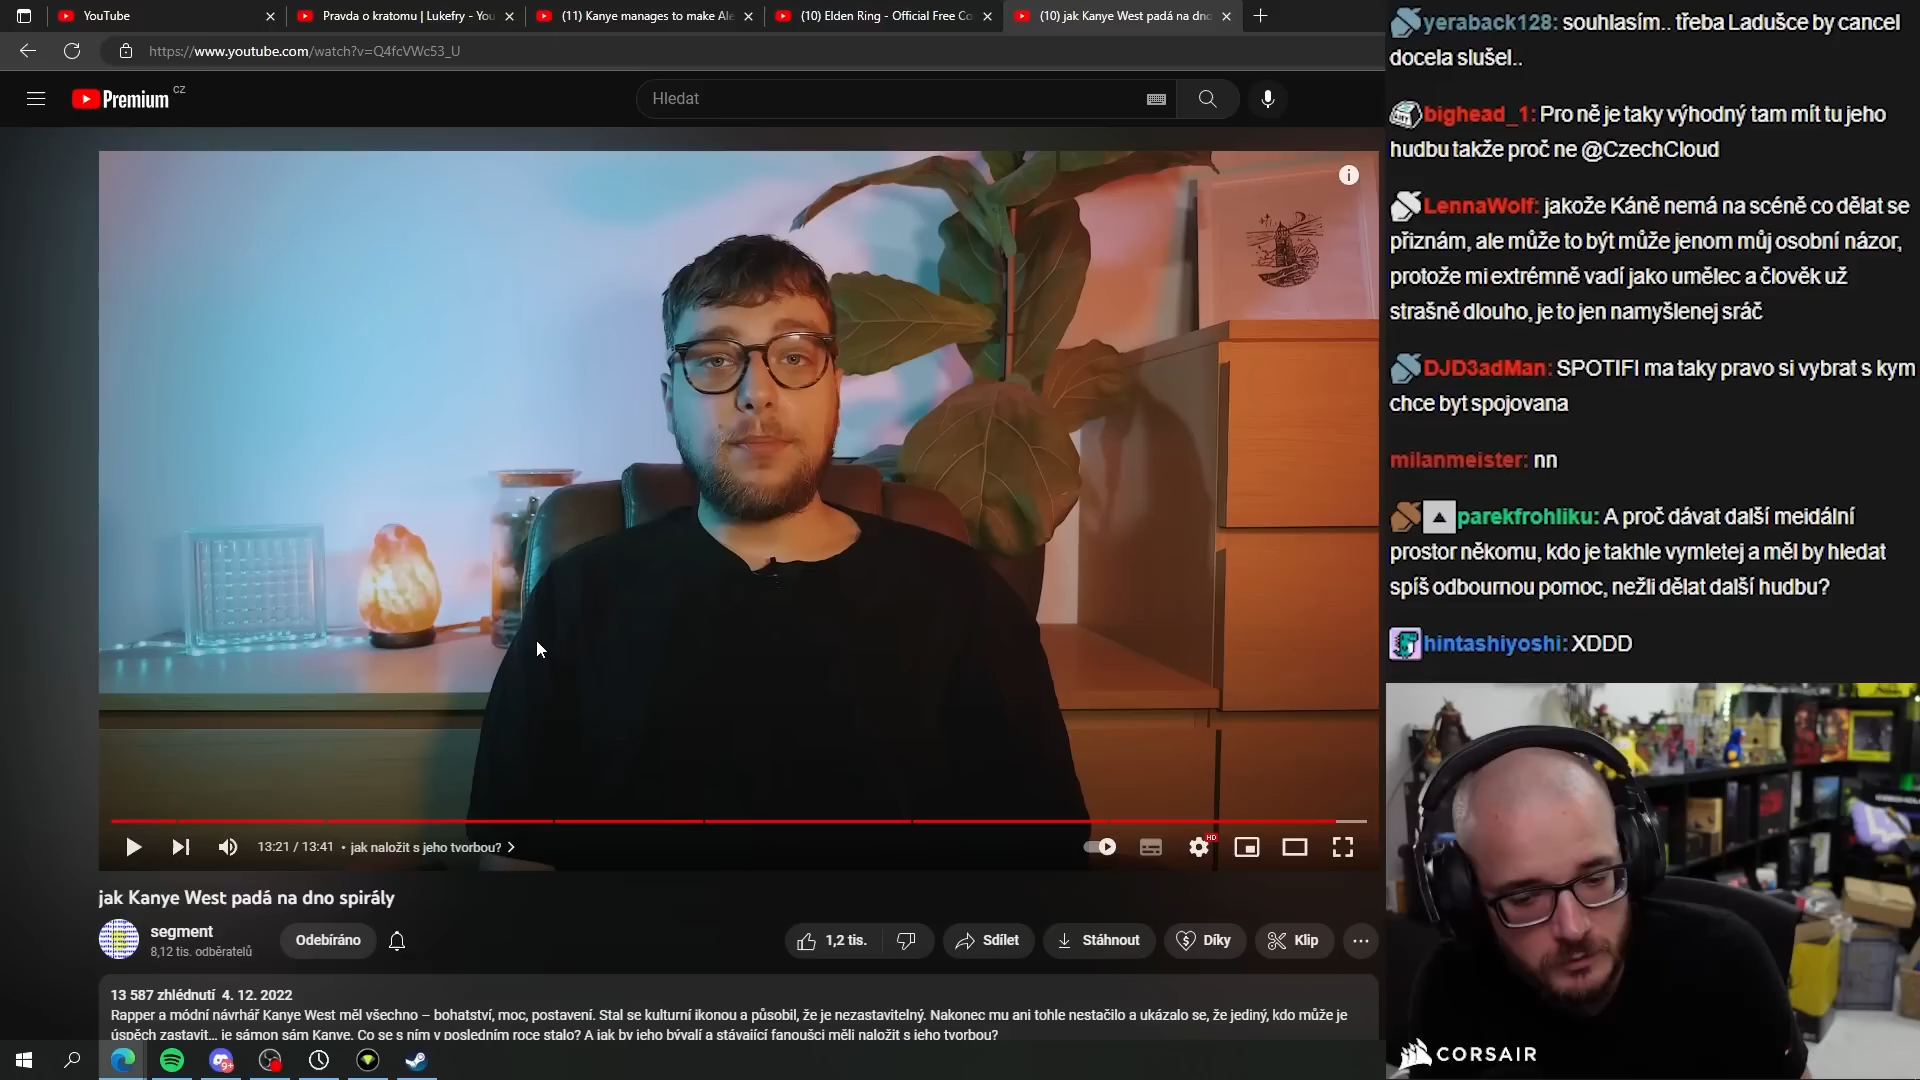 YouTube
Pravda o kratomu | Lukefry - You
(11) Kanye manages to make Ale
(10) Elden Ring - Official Free Co
(10) jak Kanye West padá na dno
https://www.youtube.com/watch?v=Q4fcVWc53_U
Premium CZ
Hledat
13:21 / 13:41 • jak naložit s jeho tvorbou?
HD
jak Kanye West padá na dno spirály
segment
8,12 tis. odběratelů
Odebíráno
1,2 tis.
Sdílet
Stáhnout
Díky
Klip
13 587 zhlédnutí 4. 12. 2022
Rapper a módní návrhář Kanye West měl všechno – bohatství, moc, postavení. Stal se kulturní ikonou a působil, že je nezastavitelný. Nakonec mu ani tohle nestačilo a ukázalo se, že jediný, kdo může je
úspěch zastavit... je sámon sám Kanye. Co se s ním v posledním roce stalo? A jak by jeho bývalí a stávající fanoušci měli naložit s jeho tvorbou?
9+
yeraback128: souhlasím.. třeba Ladušce by cancel
docela slušel..
bighead_1: Pro ně je taky výhodný tam mít tu jeho
hudbu takže proč ne @CzechCloud
LennaWolf: jakože Káně nemá na scéně co dělat se
přiznám, ale může to být může jenom můj osobní názor,
protože mi extrémně vadí jako umělec a člověk už
strašně dlouho, je to jen namyšlenej sráč
DJD3adMan: SPOTIFI ma taky pravo si vybrat s kym
chce byt spojovana
milanmeister: nn
parekfrohliku: A proč dávat další meidální
prostor někomu, kdo je takhle vymletej a měl by hledat
spíš odbournou pomoc, nežli dělat další hudbu?
hintashiyoshi: XDDD
CORSAIR